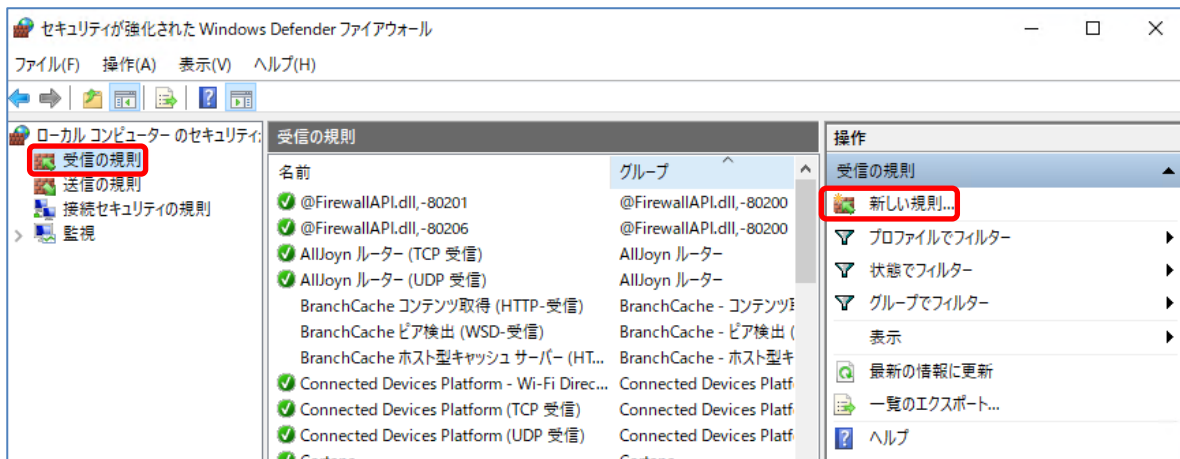 セキュリティが強化された Windows Defender ファイアウォール
ファイル(F) 操作(A) 表示(V) ヘルプ(H)
ローカル コンピューター のセキュリティ
受信の規則
送信の規則
接続セキュリティの規則
監視
受信の規則
名前 グループ
@FirewallAPI.dll,-80201 @FirewallAPI.dll,-80200
@FirewallAPI.dll,-80206 @FirewallAPI.dll,-80200
AllJoyn ルーター (TCP 受信) AllJoyn ルーター
AllJoyn ルーター (UDP 受信) AllJoyn ルーター
BranchCache コンテンツ取得 (HTTP-受信) BranchCache - コンテンツ
BranchCache ピア検出 (WSD-受信) BranchCache - ピア検出 (
BranchCache ホスト型キャッシュ サーバー (HT... BranchCache - ホスト型キ
Connected Devices Platform - Wi-Fi Direc... Connected Devices Platf
Connected Devices Platform (TCP 受信) Connected Devices Platf
Connected Devices Platform (UDP 受信) Connected Devices Platf
操作
受信の規則
新しい規則...
プロファイルでフィルター
状態でフィルター
グループでフィルター
表示
最新の情報に更新
一覧のエクスポート...
ヘルプ